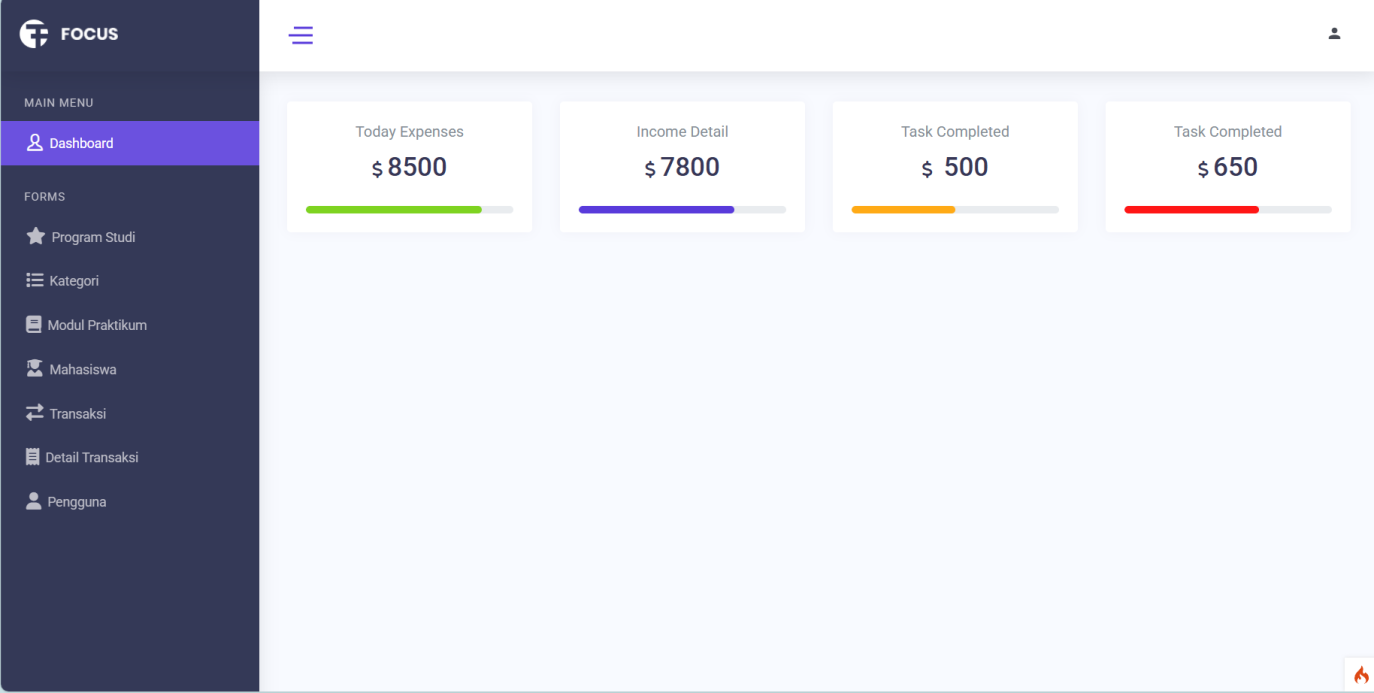 FOCUS
MAIN MENU
Dashboard
FORMS
Program Studi
Kategori
Modul Praktikum
Mahasiswa
Transaksi
Detail Transaksi
Pengguna
Today Expenses
$ 8500
Income Detail
$ 7800
Task Completed
$ 500
Task Completed
$ 650